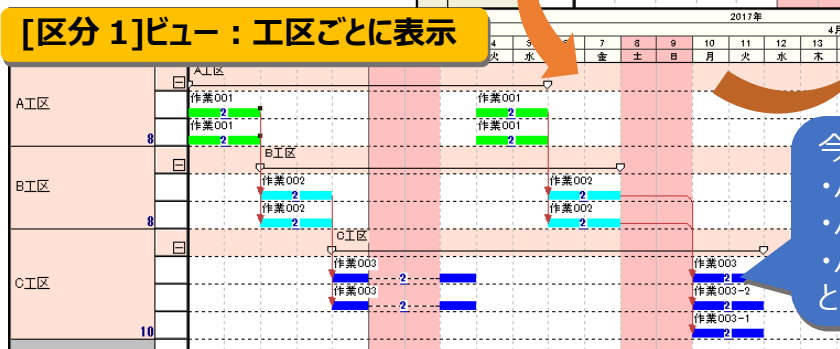 [区分 1]ビュー：工区ごとに表示
2017年
4月
4 5 6 7 8 9 10 11 12 13
火 水 金 土 日 月 火 水 木
A工区
作業001 作業001
2 2
作業001 作業001
8 2 2
B工区
作業002 作業002
2 2
作業002 作業002
8 2 2
C工区
作業003 作業003
2 2
作業003 作業003-2
2 2
作業003-1
10 2
A工区
B工区
C工区
今
・
・
・
と